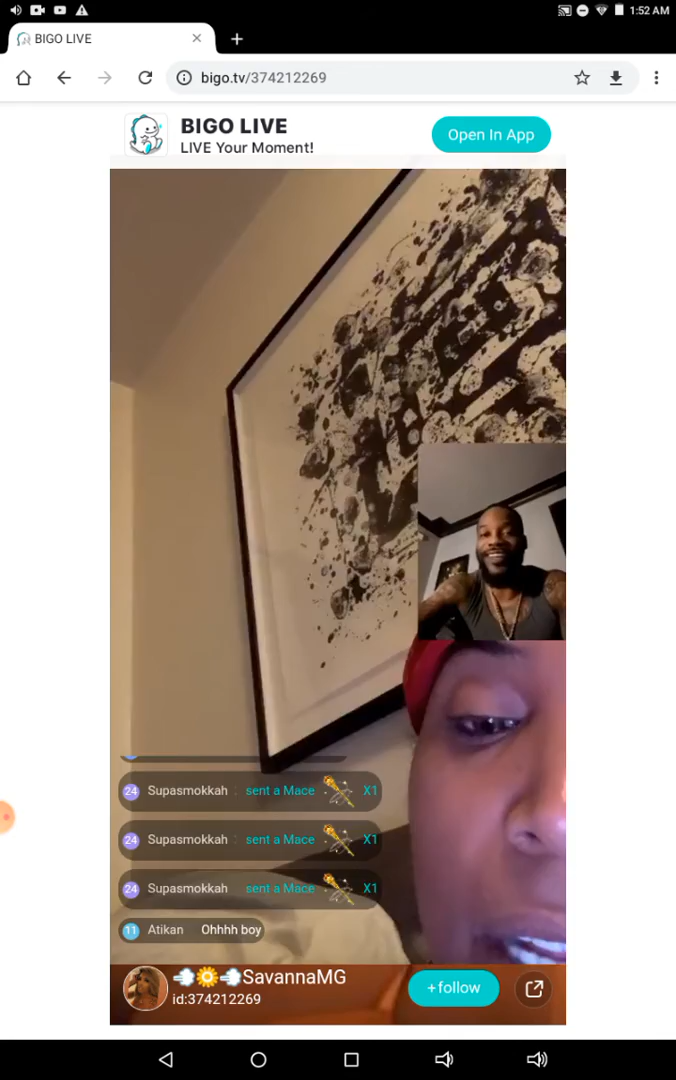 1:52 AM
BIGO LIVE
bigo.tv/374212269
BIGO LIVE
LIVE Your Moment!
Open In App
24 Supasmokkah : sent a Mace X1
24 Supasmokkah : sent a Mace X1
24 Supasmokkah sent a Mace X1
11 Atikan Ohhhh boy
💨🌞💨SavannaMG
id:374212269
+follow